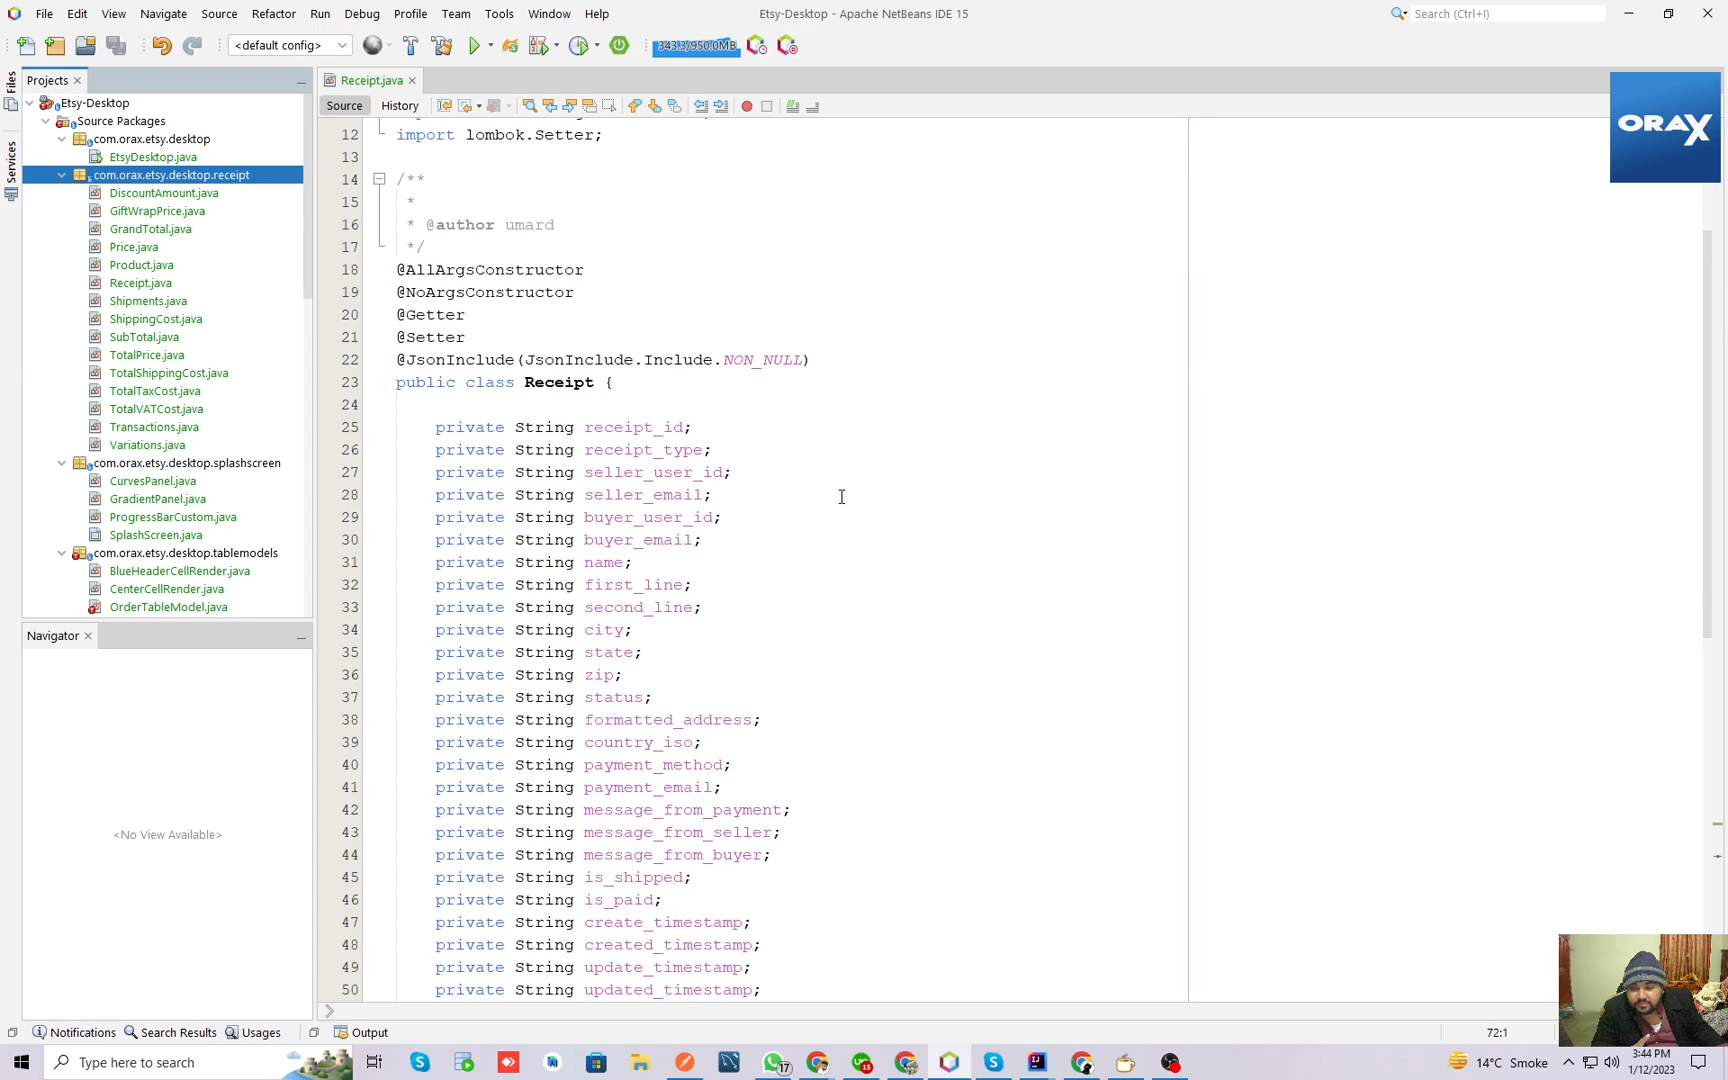 File Edit View Navigate Source Refactor Run Debug Profile Team Tools Window Help
Etsy-Desktop - Apache NetBeans IDE 15
Search (Ctrl+I)
<default config>
343.3/950.0MB
Projects
Receipt.java
Files
Services
Source History
ORAX
Etsy-Desktop
Source Packages
com.orax.etsy.desktop
EtsyDesktop.java
com.orax.etsy.desktop.receipt
DiscountAmount.java
GiftWrapPrice.java
GrandTotal.java
Price.java
Product.java
Receipt.java
Shipments.java
ShippingCost.java
SubTotal.java
TotalPrice.java
TotalShippingCost.java
TotalTaxCost.java
TotalVATCost.java
Transactions.java
Variations.java
com.orax.etsy.desktop.splashscreen
CurvesPanel.java
GradientPanel.java
ProgressBarCustom.java
SplashScreen.java
com.orax.etsy.desktop.tablemodels
BlueHeaderCellRender.java
CenterCellRender.java
OrderTableModel.java
Navigator
<No View Available>
12 import lombok.Setter;
13
14 /**
15 *
16 * @author umard
17 */
18 @AllArgsConstructor
19 @NoArgsConstructor
20 @Getter
21 @Setter
22 @JsonInclude(JsonInclude.Include.NON_NULL)
23 public class Receipt {
24
25 private String receipt_id;
26 private String receipt_type;
27 private String seller_user_id;
28 private String seller_email;
29 private String buyer_user_id;
30 private String buyer_email;
31 private String name;
32 private String first_line;
33 private String second_line;
34 private String city;
35 private String state;
36 private String zip;
37 private String status;
38 private String formatted_address;
39 private String country_iso;
40 private String payment_method;
41 private String payment_email;
42 private String message_from_payment;
43 private String message_from_seller;
44 private String message_from_buyer;
45 private String is_shipped;
46 private String is_paid;
47 private String create_timestamp;
48 private String created_timestamp;
49 private String update_timestamp;
50 private String updated_timestamp;
Notifications Search Results Usages Output
72:1
Type here to search
17
15
14°C Smoke
3:44 PM
1/12/2023